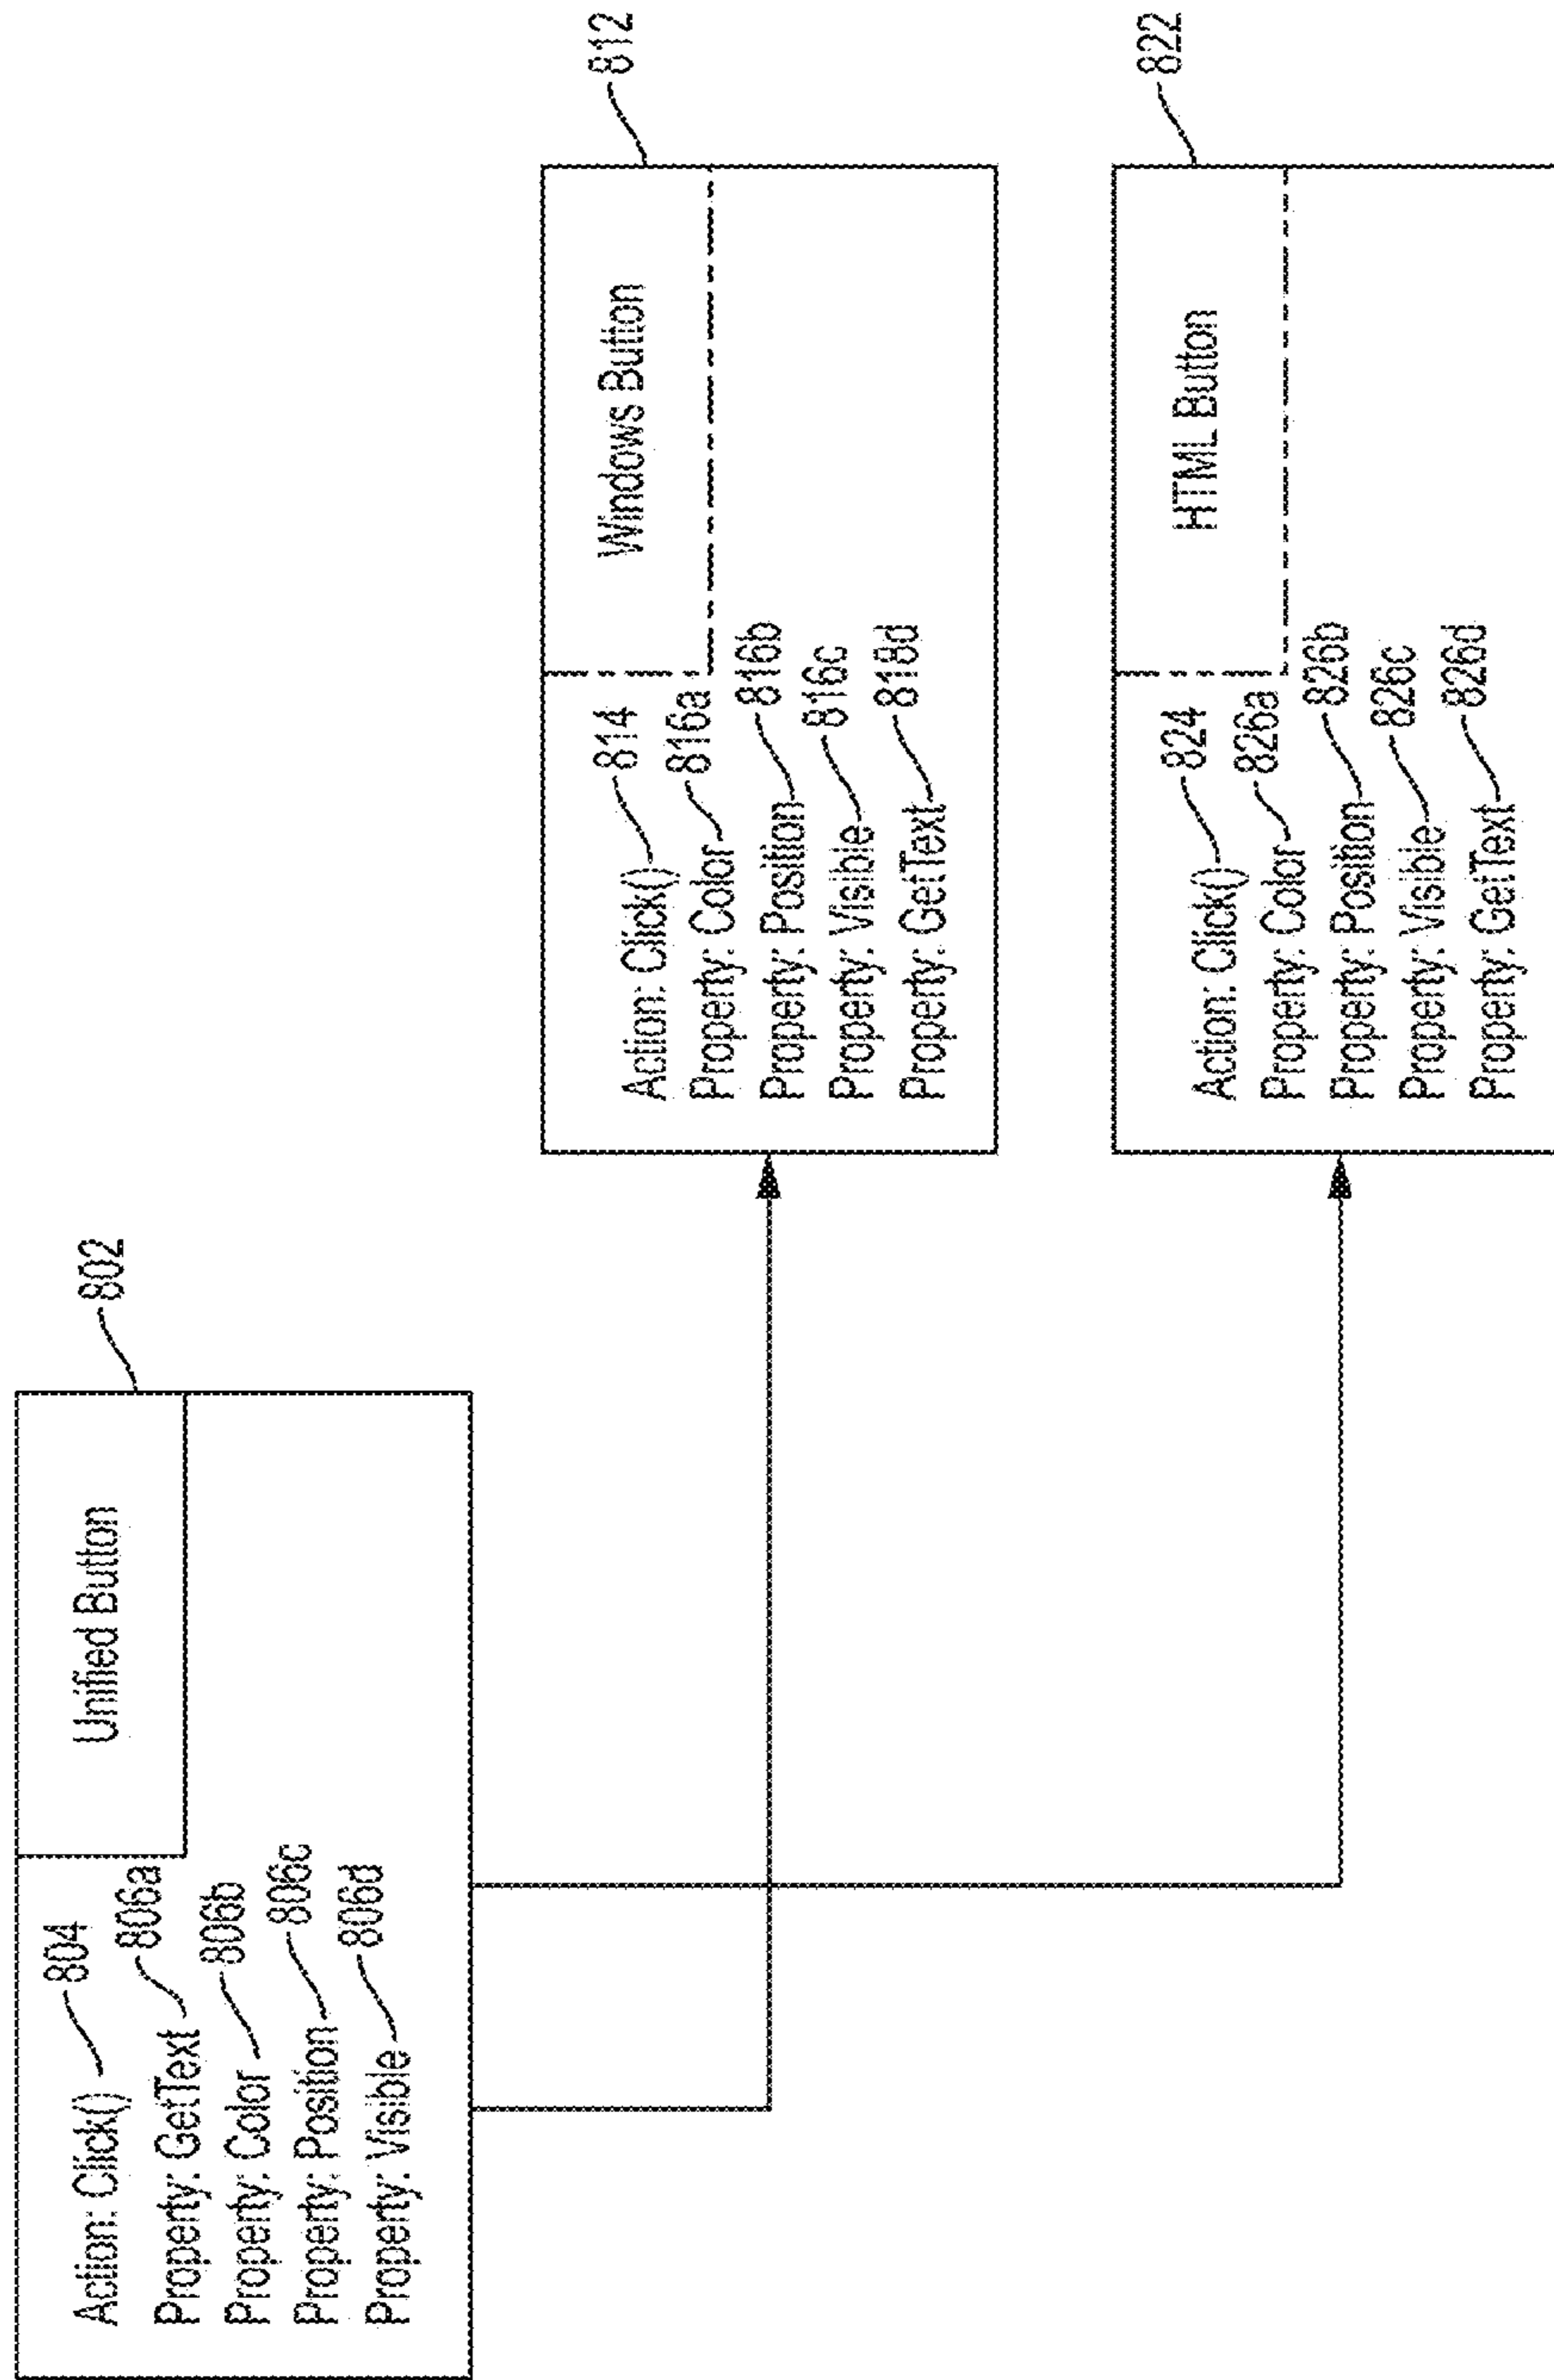 802
Unified Button
Action: Click() 804
Property: GetText 806a
Property: Color 806b
Property: Position 806c
Property: Visible 806d
812
Windows Button
Action: Click() 814
Property: Color 816a
Property: Position 816b
Property: Visible 816c
Property: GetText 818d
822
HTML Button
Action: Click() 824
Property: Color 826a
Property: Position 826b
Property: Visible 826c
Property: GetText 826d